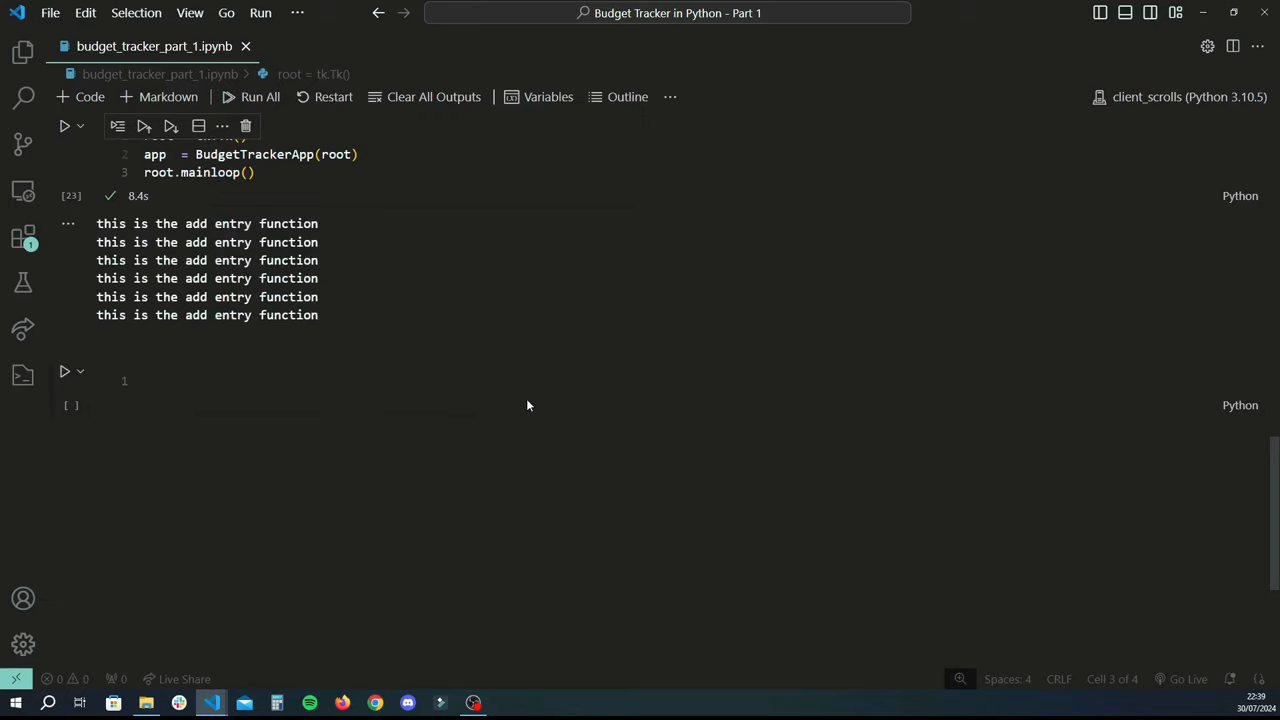 File Edit Selection View Go Run ··· Budget Tracker in Python - Part 1
budget_tracker_part_1.ipynb
budget_tracker_part_1.ipynb > root = tk.Tk()
+ Code + Markdown Run All Restart Clear All Outputs Variables Outline ··· client_scrolls (Python 3.10.5)
2 app = BudgetTrackerApp(root)
3 root.mainloop()
[23] 8.4s Python
this is the add entry function
this is the add entry function
this is the add entry function
this is the add entry function
this is the add entry function
this is the add entry function
1
[ ] Python
1
0 0 0 Live Share Spaces: 4 CRLF Cell 3 of 4 Go Live
22:39
30/07/2024